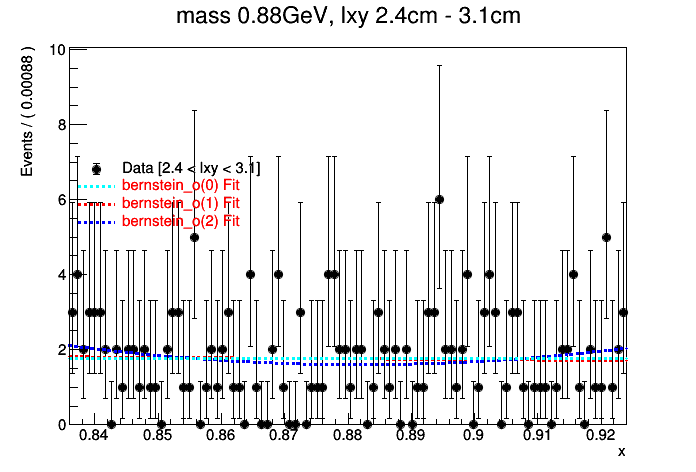 mass 0.88GeV, lxy 2.4cm - 3.1cm
Events / ( 0.00088 )
10
8
6
4
2
0
Data [2.4 < lxy < 3.1]
bernstein_o(0) Fit
bernstein_o(1) Fit
bernstein_o(2) Fit
0.84 0.85 0.86 0.87 0.88 0.89 0.9 0.91 0.92
x